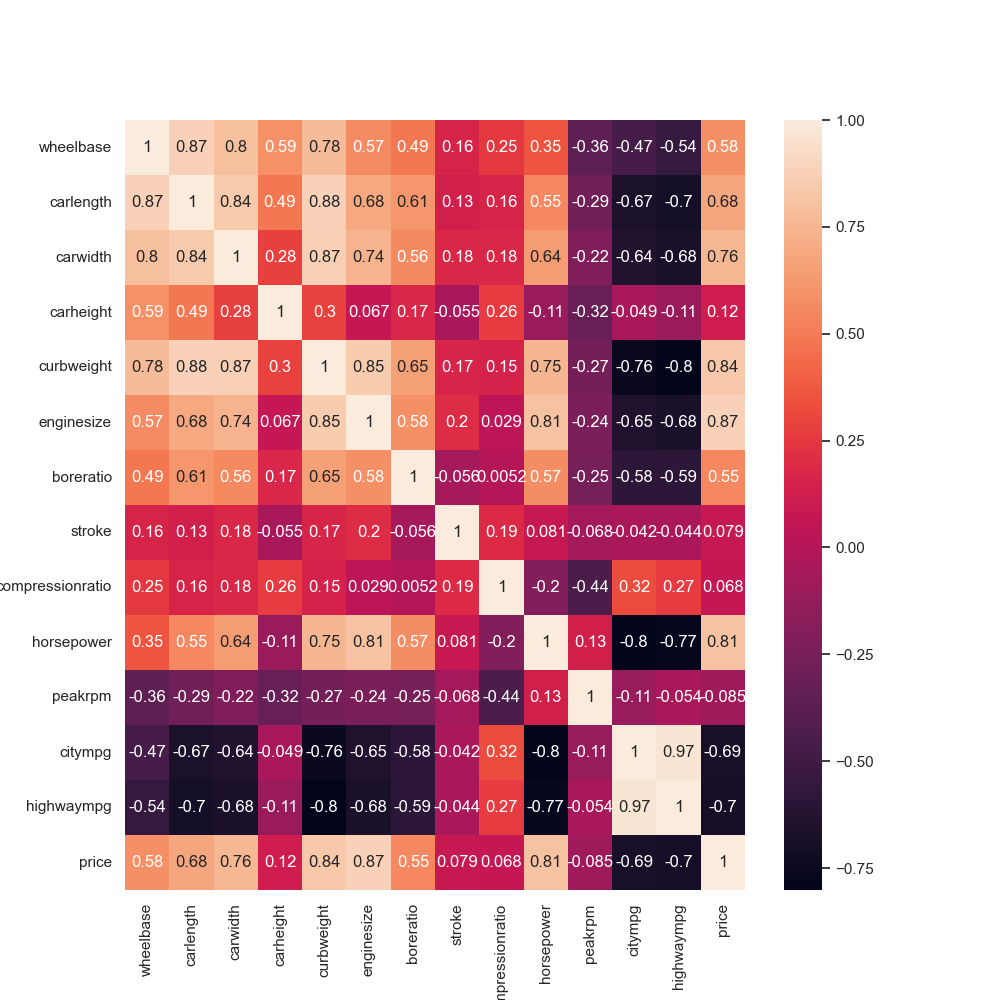 wheelbase 1 0.87 0.8 0.59 0.78 0.57 0.49 0.16 0.25 0.35 -0.36 -0.47 -0.54 0.58
carlength 0.87 1 0.84 0.49 0.88 0.68 0.61 0.13 0.16 0.55 -0.29 -0.67 -0.7 0.68
carwidth 0.8 0.84 1 0.28 0.87 0.74 0.56 0.18 0.18 0.64 -0.22 -0.64 -0.68 0.76
carheight 0.59 0.49 0.28 1 0.3 0.067 0.17 -0.055 0.26 -0.11 -0.32 -0.049 -0.11 0.12
curbweight 0.78 0.88 0.87 0.3 1 0.85 0.65 0.17 0.15 0.75 -0.27 -0.76 -0.8 0.84
enginesize 0.57 0.68 0.74 0.067 0.85 1 0.58 0.2 0.029 0.81 -0.24 -0.65 -0.68 0.87
boreratio 0.49 0.61 0.56 0.17 0.65 0.58 1 -0.056 0.0052 0.57 -0.25 -0.58 -0.59 0.55
stroke 0.16 0.13 0.18 -0.055 0.17 0.2 -0.056 1 0.19 0.081 -0.068 -0.042 -0.044 0.079
ompressionratio 0.25 0.16 0.18 0.26 0.15 0.029 0.0052 0.19 1 -0.2 -0.44 0.32 0.27 0.068
horsepower 0.35 0.55 0.64 -0.11 0.75 0.81 0.57 0.081 -0.2 1 0.13 -0.8 -0.77 0.81
peakrpm -0.36 -0.29 -0.22 -0.32 -0.27 -0.24 -0.25 -0.068 -0.44 0.13 1 -0.11 -0.054 -0.085
citympg -0.47 -0.67 -0.64 -0.049 -0.76 -0.65 -0.58 -0.042 0.32 -0.8 -0.11 1 0.97 -0.69
highwaympg -0.54 -0.7 -0.68 -0.11 -0.8 -0.68 -0.59 -0.044 0.27 -0.77 -0.054 0.97 1 -0.7
price 0.58 0.68 0.76 0.12 0.84 0.87 0.55 0.079 0.068 0.81 -0.085 -0.69 -0.7 1
wheelbase
carlength
carwidth
carheight
curbweight
enginesize
boreratio
stroke
mpressionratio
horsepower
peakrpm
citympg
highwaympg
price
1.00
0.75
0.50
0.25
0.00
−0.25
−0.50
−0.75